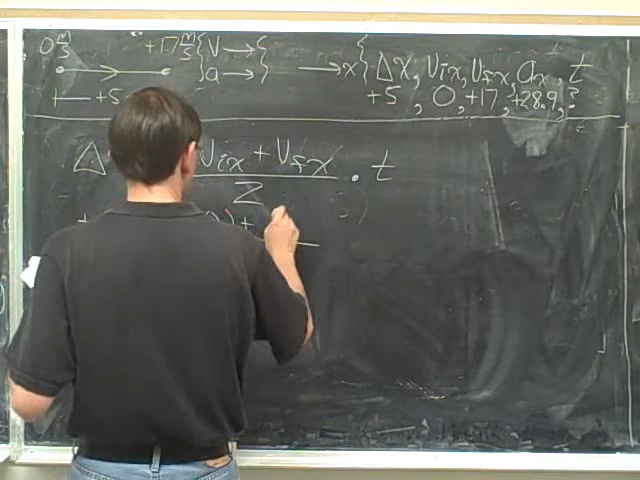 0 m/s +17 m/s { V → { → x { Δx, Vix, Vfx, ax, t
+5 a → +5, 0, +17, +28.9, ?
Δ Vix + Vfx / 2 · t
+